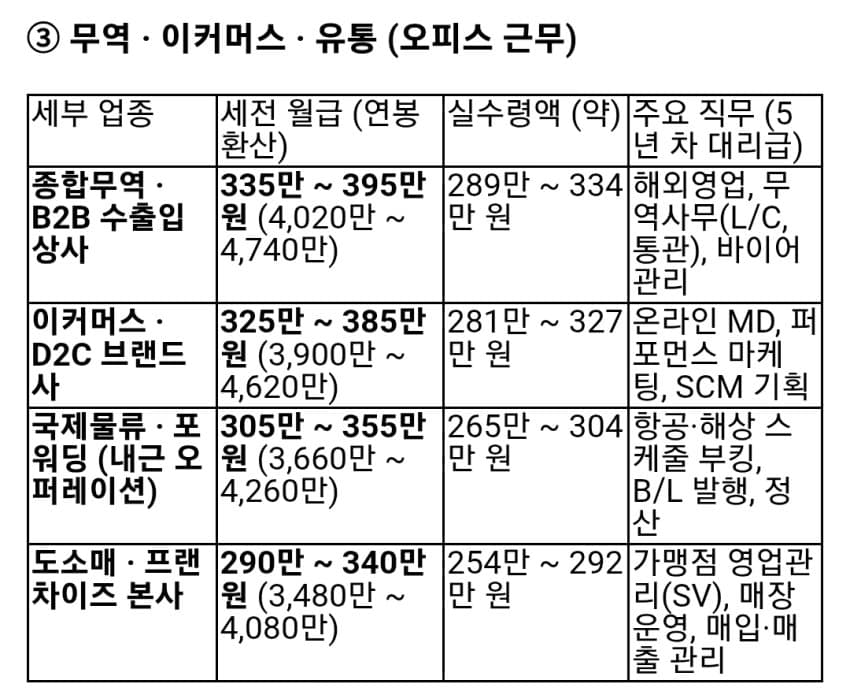 ③ 무역 · 이커머스 · 유통 (오피스 근무)
세부 업종
세전 월급 (연봉
환산)
실수령액 (약)
주요 직무 (5
년 차 대리급)
종합무역 ·
B2B 수출입
상사
335만 ~ 395만
원 (4,020만 ~
4,740만)
289만 ~ 334
만 원
해외영업, 무
역사무(L/C,
통관), 바이어
관리
이커머스 ·
D2C 브랜드
사
325만 ~ 385만
원 (3,900만 ~
4,620만)
281만 ~ 327
만 원
온라인 MD, 퍼
포먼스 마케
팅, SCM 기획
국제물류 · 포
워딩 (내근 오
퍼레이션)
305만 ~ 355만
원 (3,660만 ~
4,260만)
265만 ~ 304
만 원
항공·해상 스
케줄 부킹,
B/L 발행, 정
산
도소매 · 프랜
차이즈 본사
290만 ~ 340만
원 (3,480만 ~
4,080만)
254만 ~ 292
만 원
가맹점 영업관
리(SV), 매장
운영, 매입·매
출 관리